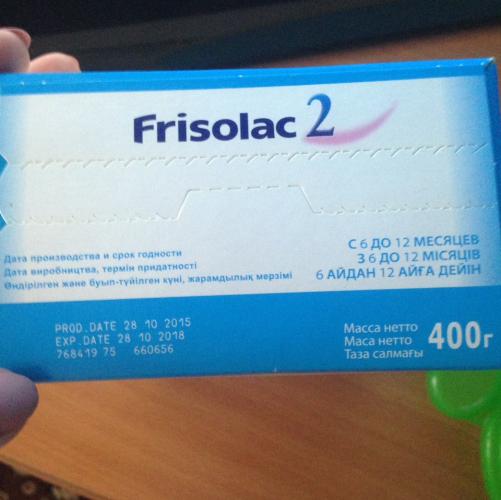 Frisolac 2
Дата производства и срок годности
Дата виробництва, термін придатності
Өндірілген және буып-түйілген күні, жарамдылық мерзімі
С 6 ДО 12 МЕСЯЦЕВ
З 6 ДО 12 МІСЯЦІВ
6 АЙДАН 12 АЙҒА ДЕЙІН
PROD.DATE 28 10 2015
EXP.DATE 28 10 2018
768419 75 660656
Масса нетто
Маса нетто
Таза салмағы
400г